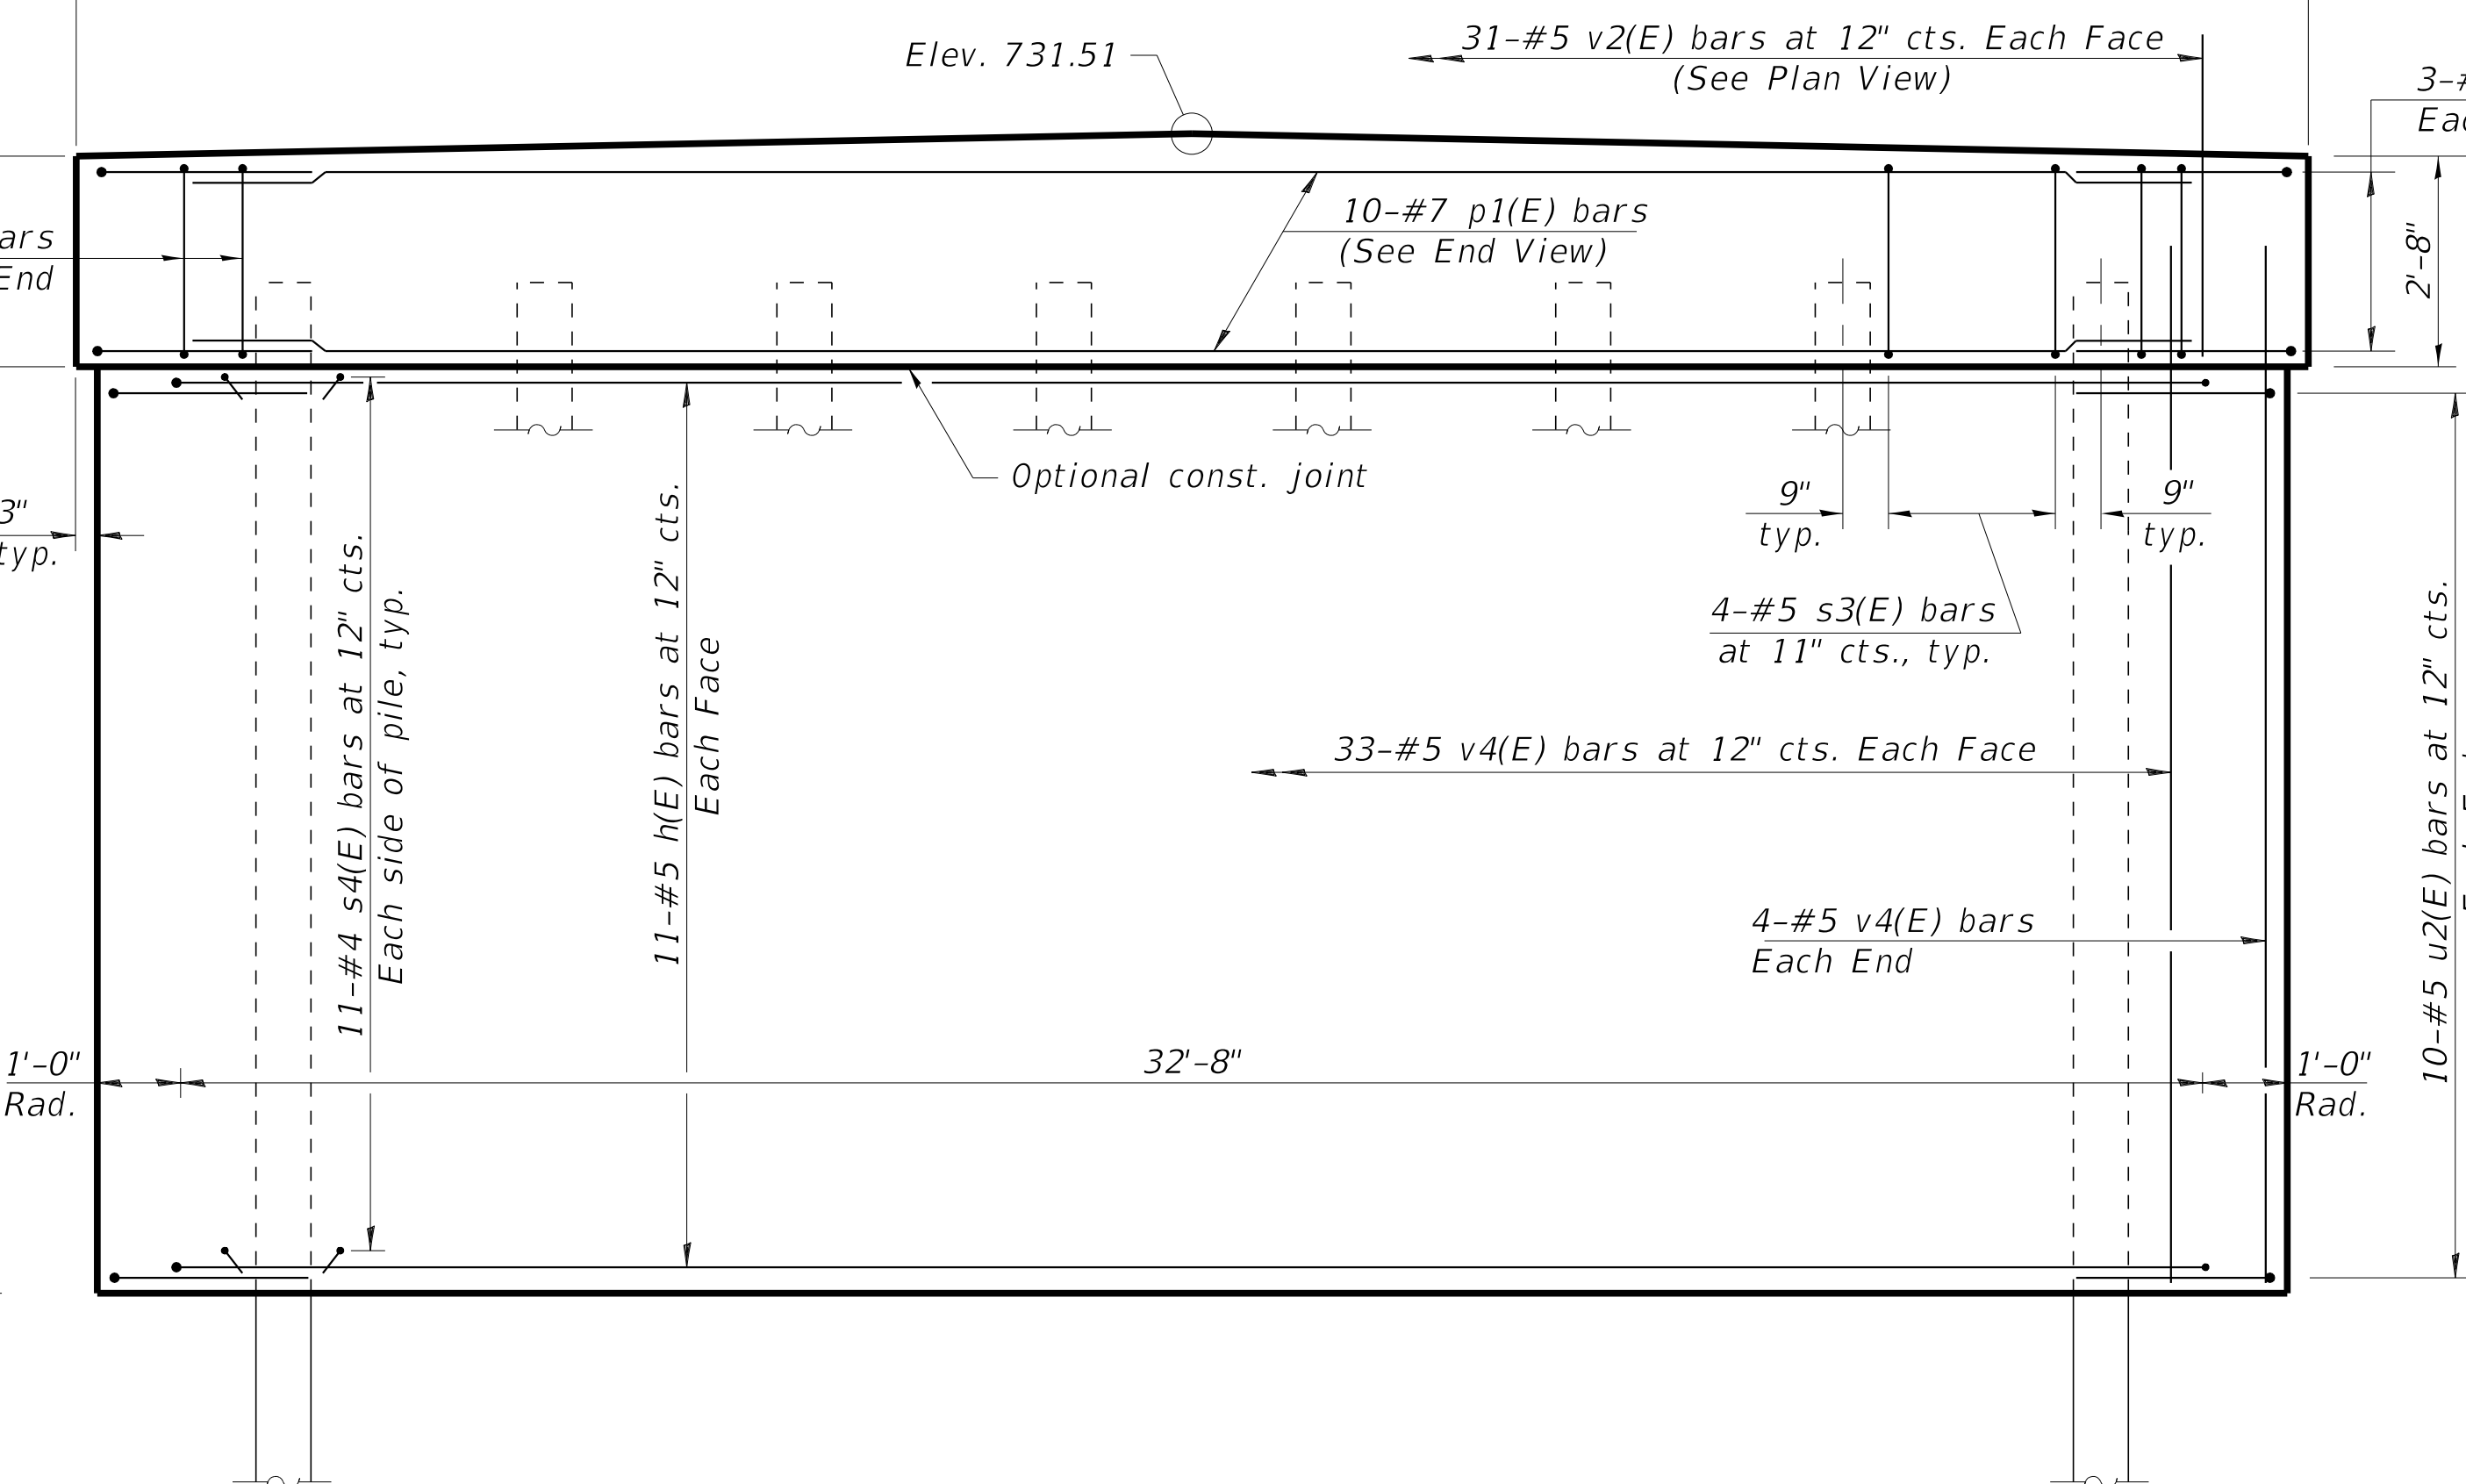 31-#5 v2(E) bars at 12" cts. Each Face
(See Plan View)
Elev. 731.51
3-#
Eac
10-#7 p1(E) bars
(See End View)
ars
End
2'-8"
Optional const. joint
3"
typ.
9"
typ.
9"
typ.
4-#5 s3(E) bars
at 11" cts., typ.
11-#4 s4(E) bars at 12" cts.
Each side of pile, typ.
11-#5 h(E) bars at 12" cts.
Each Face
33-#5 v4(E) bars at 12" cts. Each Face
4-#5 v4(E) bars
Each End
10-#5 u2(E) bars at 12" cts.
1'-0"
Rad.
32'-8"
1'-0"
Rad.